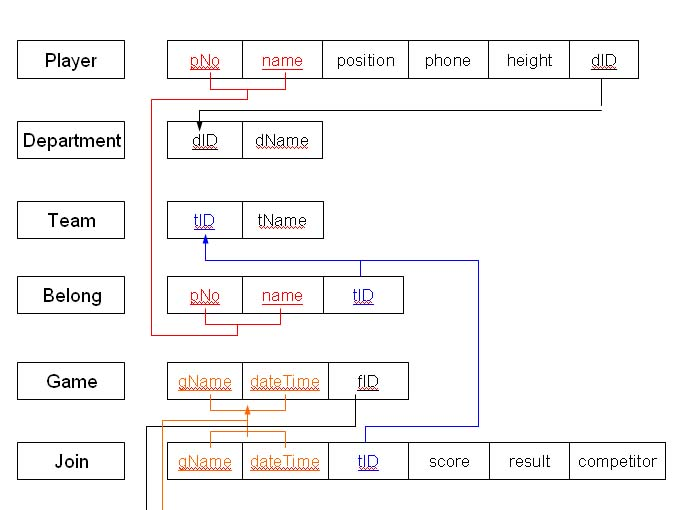 Player pNo name position phone height dID
Department dID dName
Team tID tName
Belong pNo name tID
Game gName dateTime fID
Join gName dateTime tID score result competitor